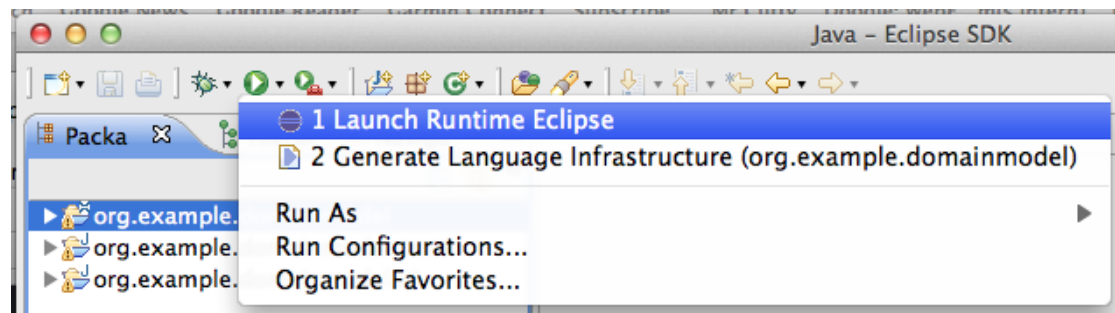 Java – Eclipse SDK
Packa
1 Launch Runtime Eclipse
2 Generate Language Infrastructure (org.example.domainmodel)
org.example.
Run As
org.example.
Run Configurations...
org.example.
Organize Favorites...